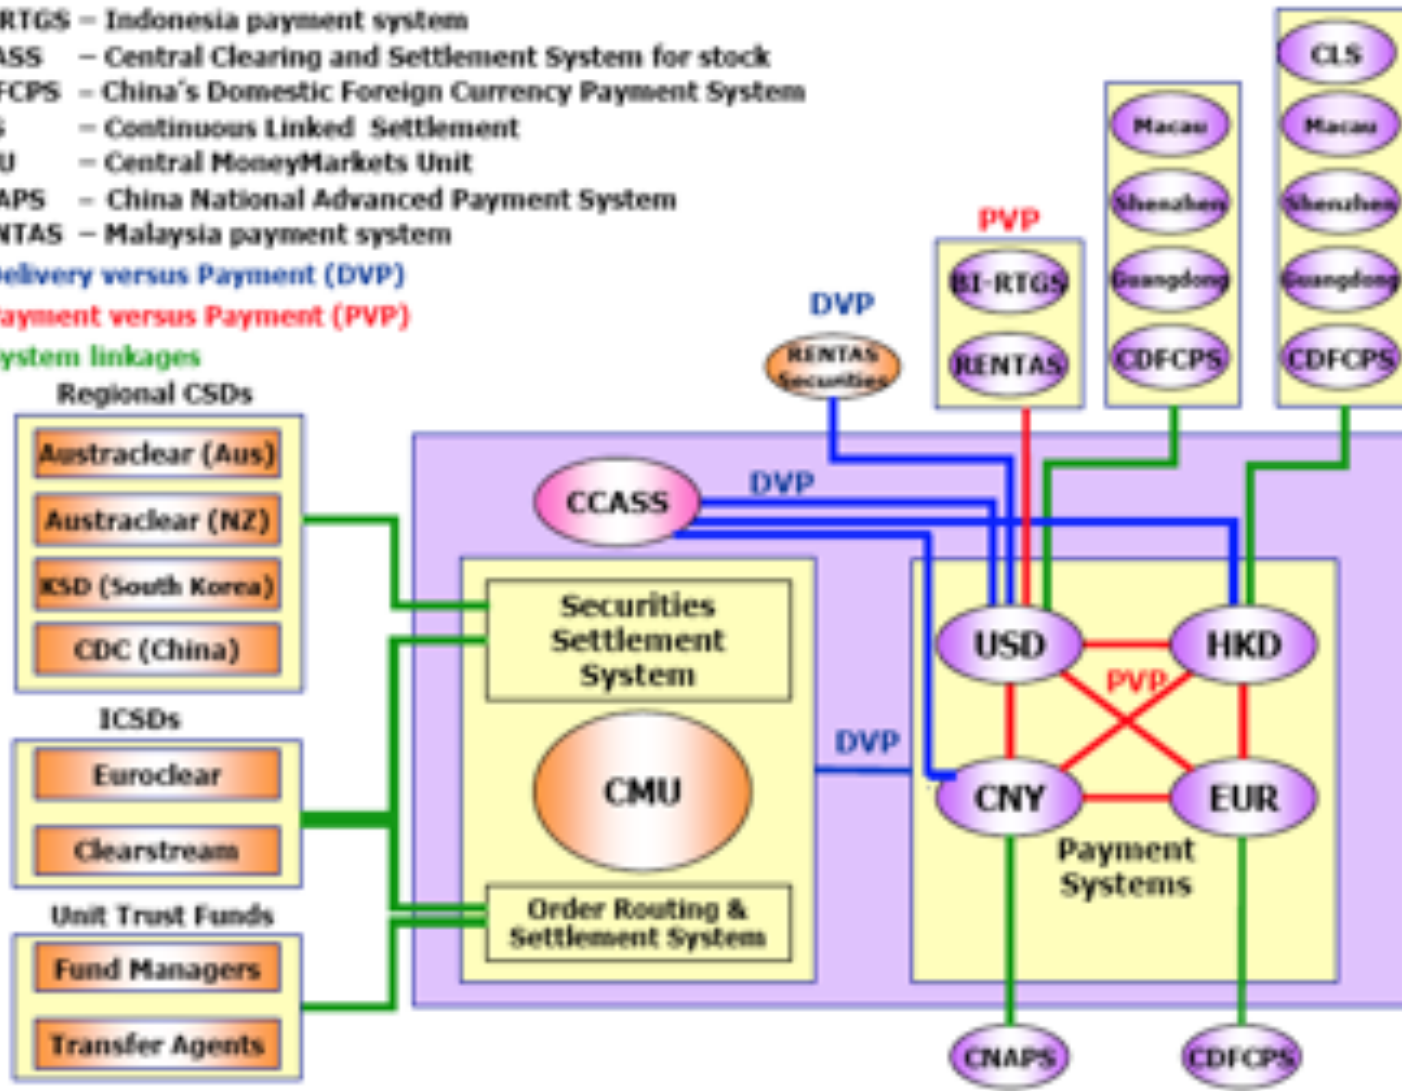 RTGS – Indonesia payment system
ASS – Central Clearing and Settlement System for stock
FCPS – China's Domestic Foreign Currency Payment System
S – Continuous Linked Settlement
U – Central MoneyMarkets Unit
APS – China National Advanced Payment System
NTAS – Malaysia payment system
Delivery versus Payment (DVP)
Payment versus Payment (PVP)
ystem linkages
CLS
Macau
Macau
Shenzhen
Shenzhen
PVP
BI-RTGS
Guangdong
Guangdong
DVP
RENTAS
Securities
RENTAS
CDFCPS
CDFCPS
Regional CSDs
Austraclear (Aus)
Austraclear (NZ)
KSD (South Korea)
CDC (China)
ICSDs
Euroclear
Clearstream
Unit Trust Funds
Fund Managers
Transfer Agents
CCASS
DVP
Securities
Settlement
System
CMU
Order Routing &
Settlement System
DVP
USD
HKD
PVP
CNY
EUR
Payment
Systems
CNAPS
CDFCPS